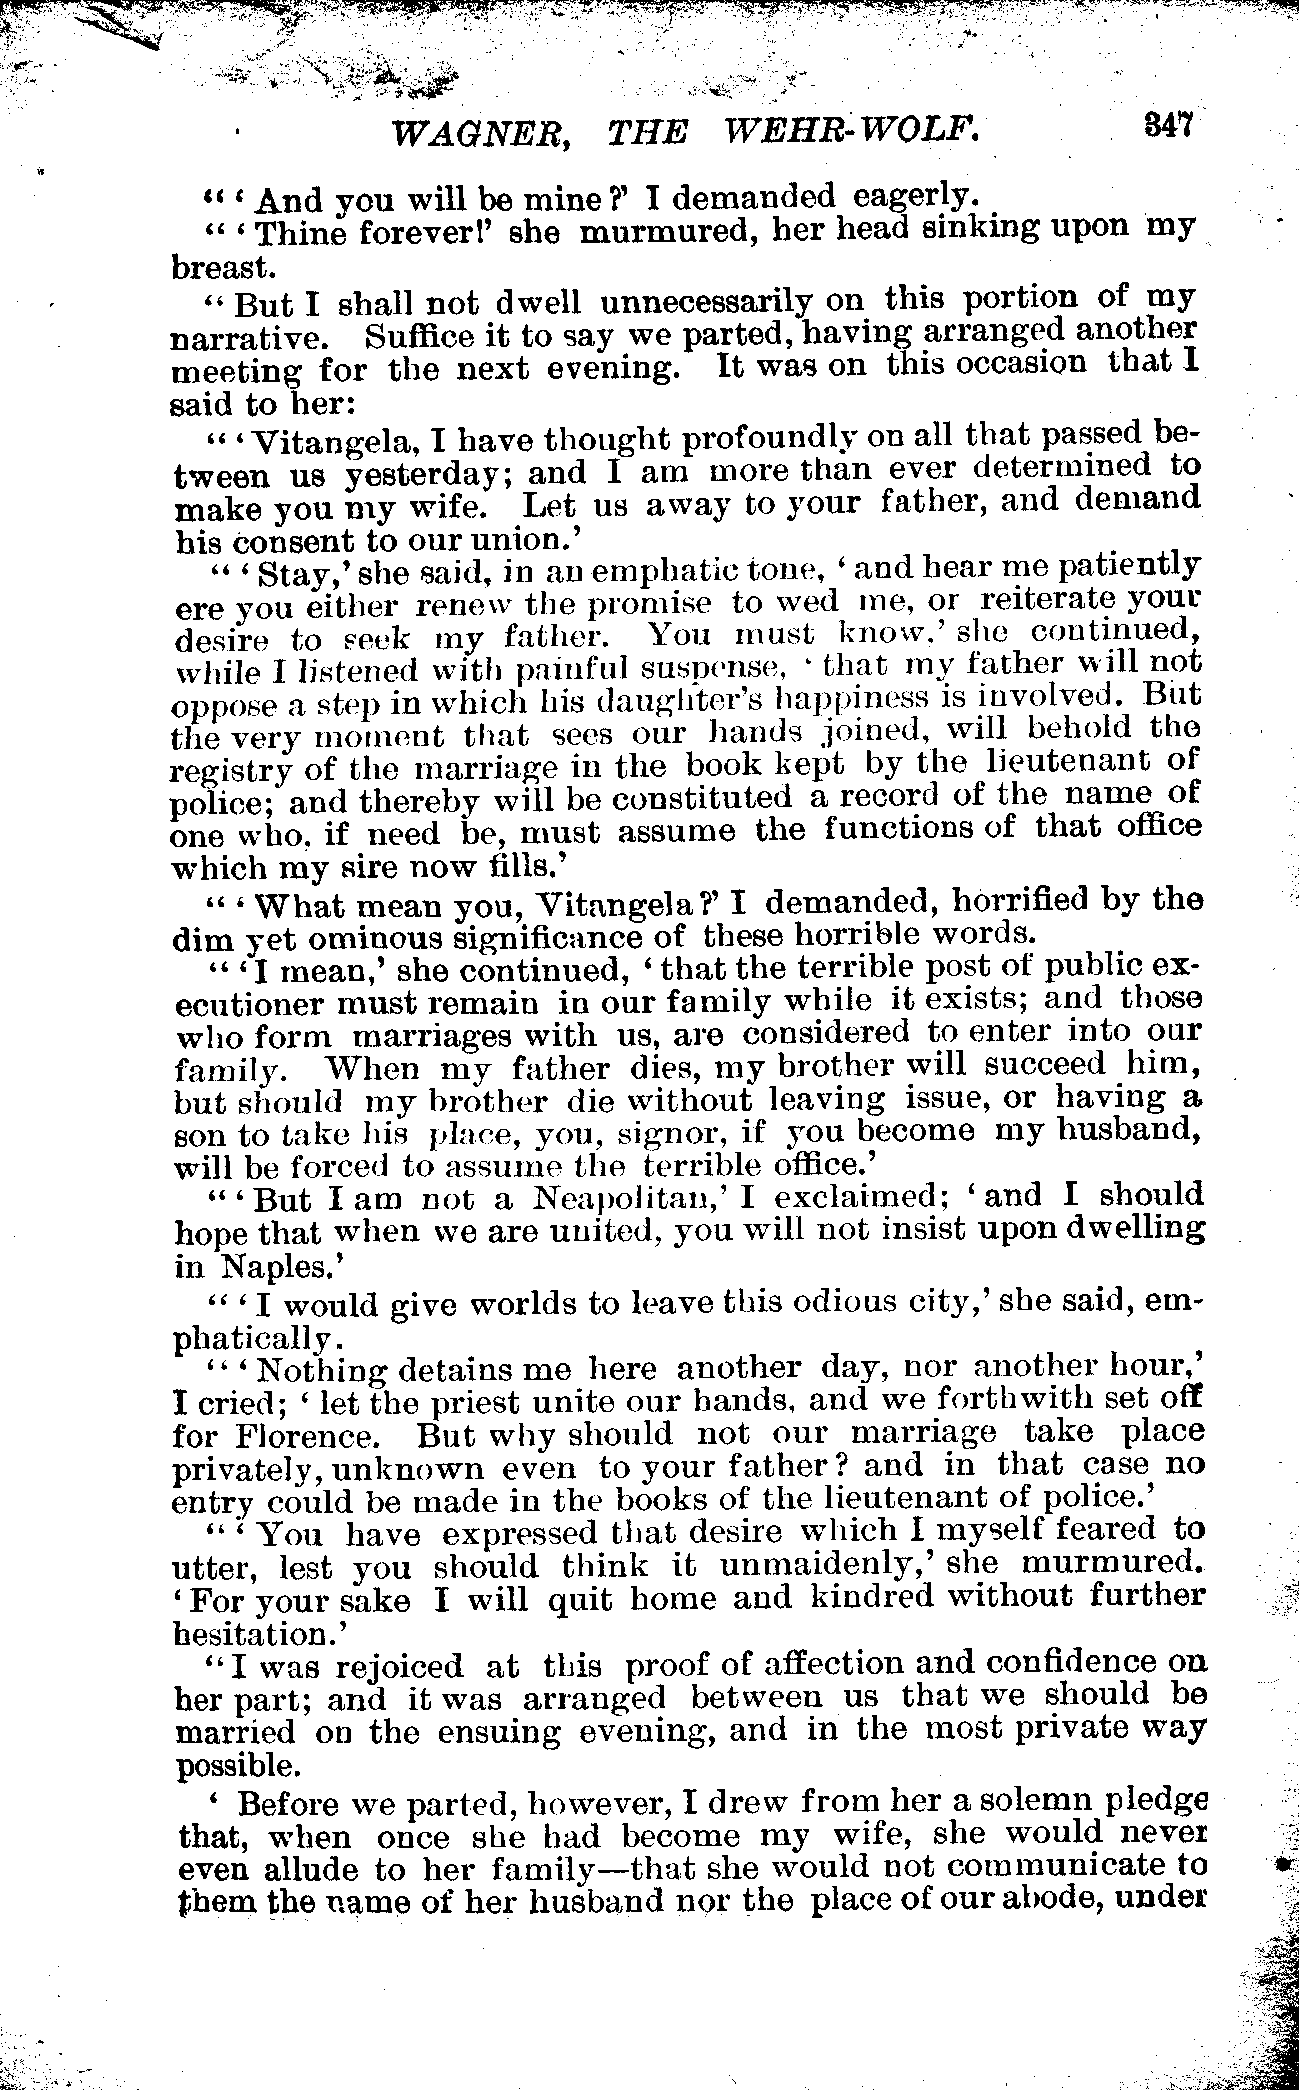 WAGNER, THE WEHR-WOLF. 347
“ ‘ And you will be mine?’ I demanded eagerly.
“ ‘ Thine forever!’ she murmured, her head sinking upon my
breast.
“ But I shall not dwell unnecessarily on this portion of my
narrative. Suffice it to say we parted, having arranged another
meeting for the next evening. It was on this occasion that I
said to her:
“ ‘ Vitangela, I have thought profoundly on all that passed be-
tween us yesterday; and I am more than ever determined to
make you my wife. Let us away to your father, and demand
his consent to our union.’
“ ‘ Stay,’ she said, in an emphatic tone, ‘ and hear me patiently
ere you either renew the promise to wed me, or reiterate your
desire to seek my father. You must know,’ she continued,
while I listened with painful suspense, ‘ that my father will not
oppose a step in which his daughter’s happiness is involved. But
the very moment that sees our hands joined, will behold the
registry of the marriage in the book kept by the lieutenant of
police; and thereby will be constituted a record of the name of
one who, if need be, must assume the functions of that office
which my sire now fills.’
“ ‘ What mean you, Vitangela?’ I demanded, horrified by the
dim yet ominous significance of these horrible words.
“ ‘ I mean,’ she continued, ‘ that the terrible post of public ex-
ecutioner must remain in our family while it exists; and those
who form marriages with us, are considered to enter into our
family. When my father dies, my brother will succeed him,
but should my brother die without leaving issue, or having a
son to take his place, you, signor, if you become my husband,
will be forced to assume the terrible office.’
“ ‘ But I am not a Neapolitan,’ I exclaimed; ‘ and I should
hope that when we are united, you will not insist upon dwelling
in Naples.’
“ ‘ I would give worlds to leave this odious city,’ she said, em-
phatically.
“ ‘ Nothing detains me here another day, nor another hour,’
I cried; ‘ let the priest unite our hands, and we forthwith set off
for Florence. But why should not our marriage take place
privately, unknown even to your father? and in that case no
entry could be made in the books of the lieutenant of police.’
“ ‘ You have expressed that desire which I myself feared to
utter, lest you should think it unmaidenly,’ she murmured.
‘ For your sake I will quit home and kindred without further
hesitation.’
“ I was rejoiced at this proof of affection and confidence on
her part; and it was arranged between us that we should be
married on the ensuing evening, and in the most private way
possible.
‘ Before we parted, however, I drew from her a solemn pledge
that, when once she had become my wife, she would never
even allude to her family—that she would not communicate to
them the name of her husband nor the place of our abode, under